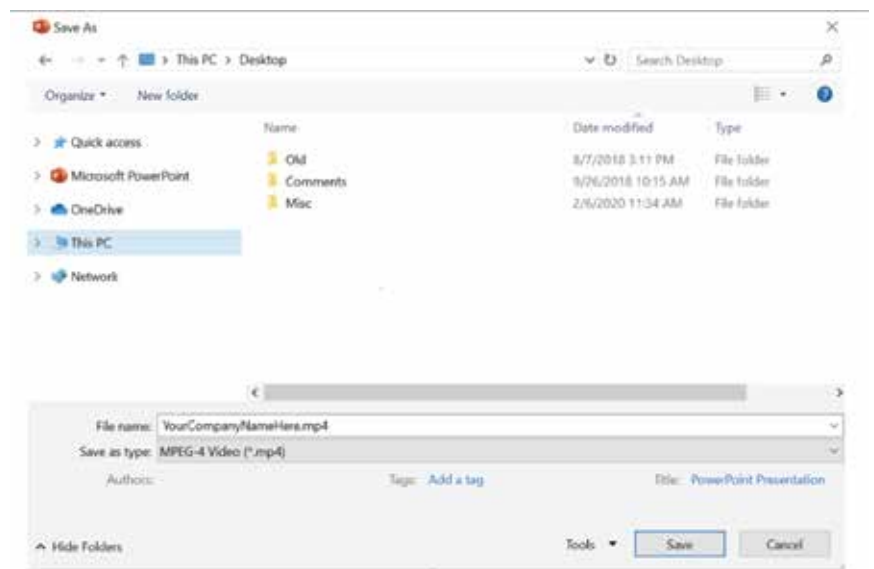 Save As
This PC > Desktop
Search Desktop
Organize
New folder
Name
Date modified
Type
Quick access
Microsoft PowerPoint
OneDrive
This PC
Network
Old
8/7/2018 3:11 PM
File folder
Comments
9/26/2018 10:15 AM
File folder
Misc
2/6/2020 11:34 AM
File folder
File name: YourCompanyNameHere.mp4
Save as type: MPEG-4 Video (*.mp4)
Authors:
Tags: Add a tag
Title: PowerPoint Presentation
Hide Folders
Tools
Save
Cancel